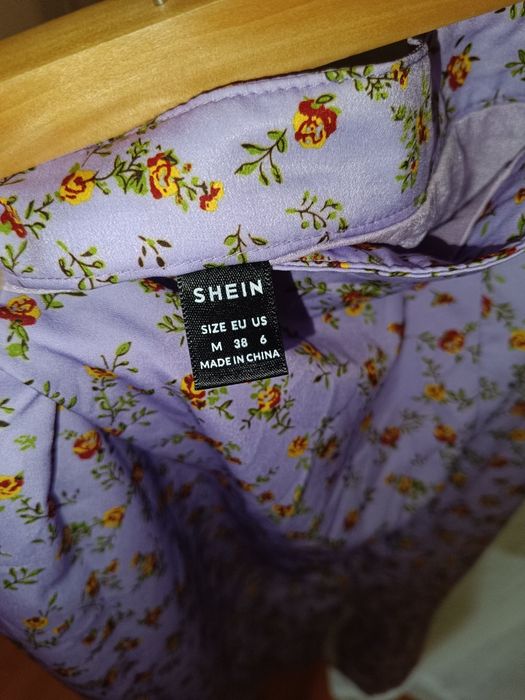 SHEIN
SIZE EU US
M 38 6
MADE IN CHINA